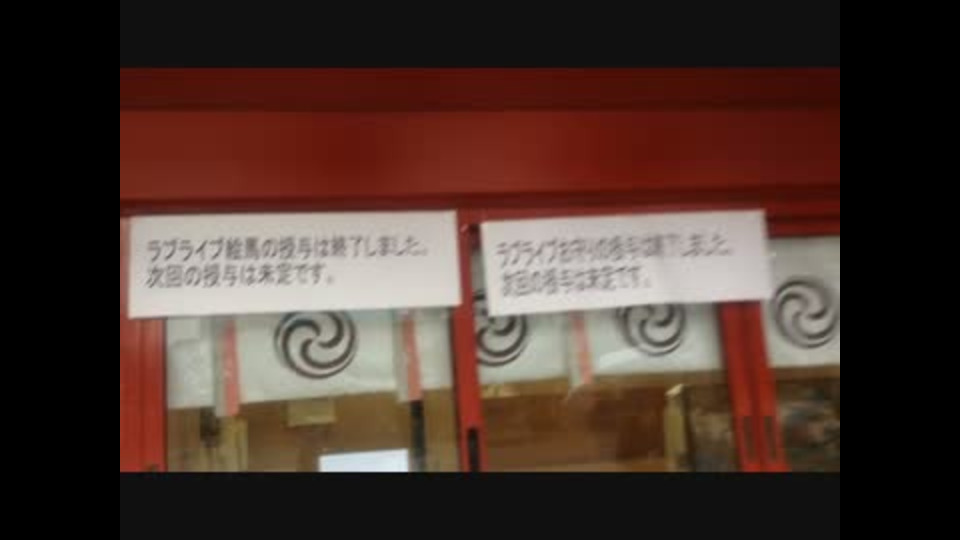 ラブライブ絵馬の授与は終了しました。
次回の授与は未定です。
ラブライブお守りの授与は終了しました。
次回の授与は未定です。